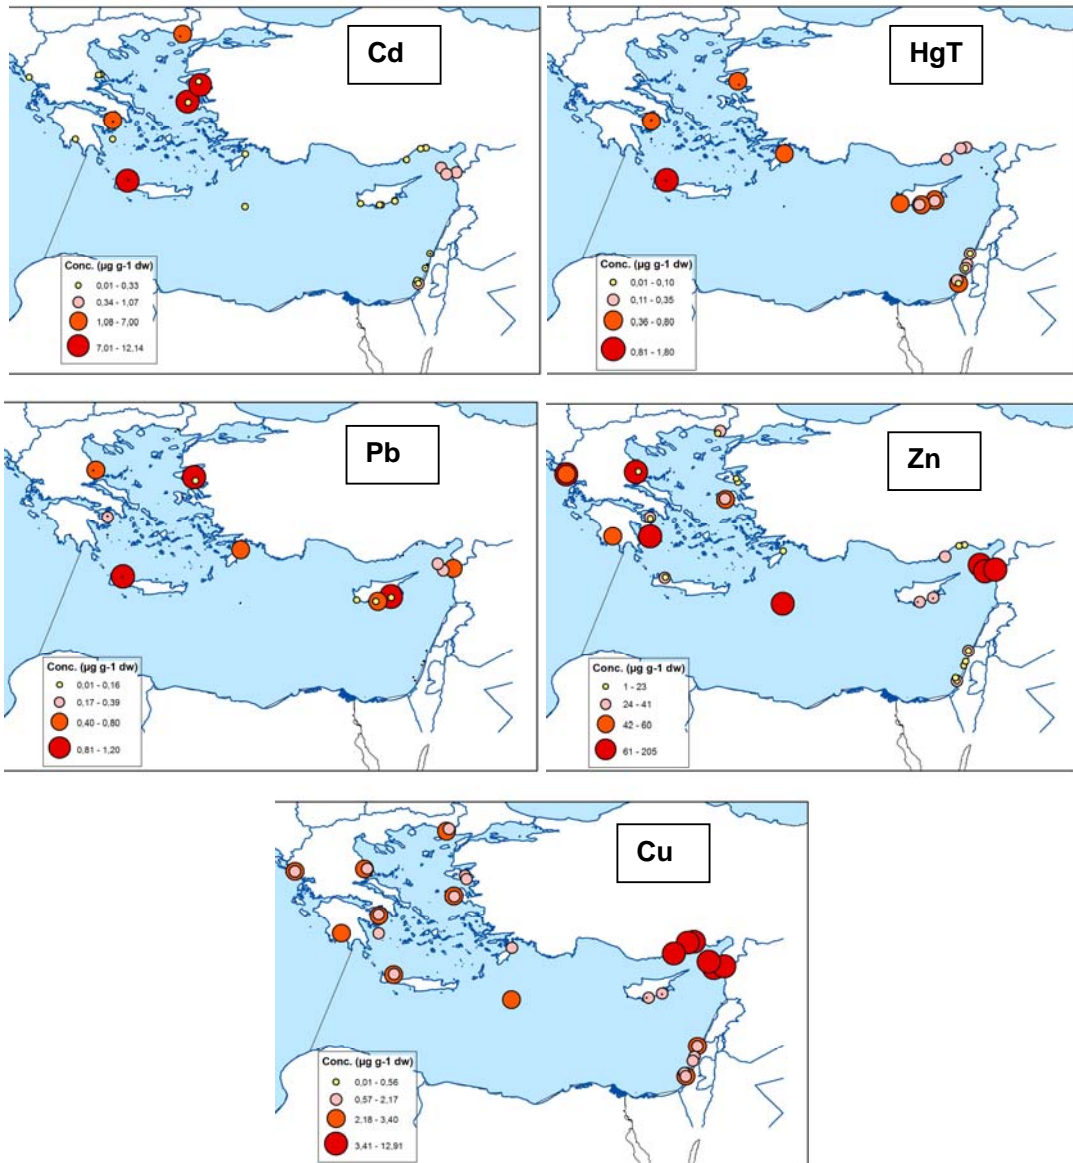 Cd
Conc. (µg g-1 dw)
0,01 - 0,33
0,34 - 1,07
1,08 - 7,00
7,01 - 12,14
HgT
Conc. (µg g-1 dw)
0,01 - 0,10
0,11 - 0,35
0,36 - 0,80
0,81 - 1,80
Pb
Conc. (µg g-1 dw)
0,01 - 0,16
0,17 - 0,39
0,40 - 0,80
0,81 - 1,20
Zn
Conc. (µg g-1 dw)
1 - 23
24 - 41
42 - 60
61 - 205
Cu
Conc. (µg g-1 dw)
0,01 - 0,56
0,57 - 2,17
2,18 - 3,40
3,41 - 12,91